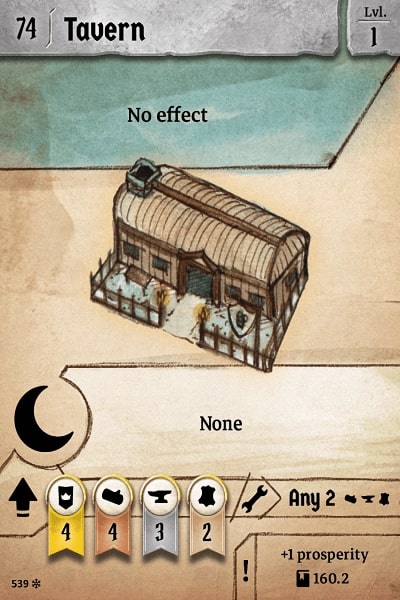 74 Tavern
Lvl.
1
No effect
None
4 4 3 2
Any 2
! +1 prosperity
160.2
539